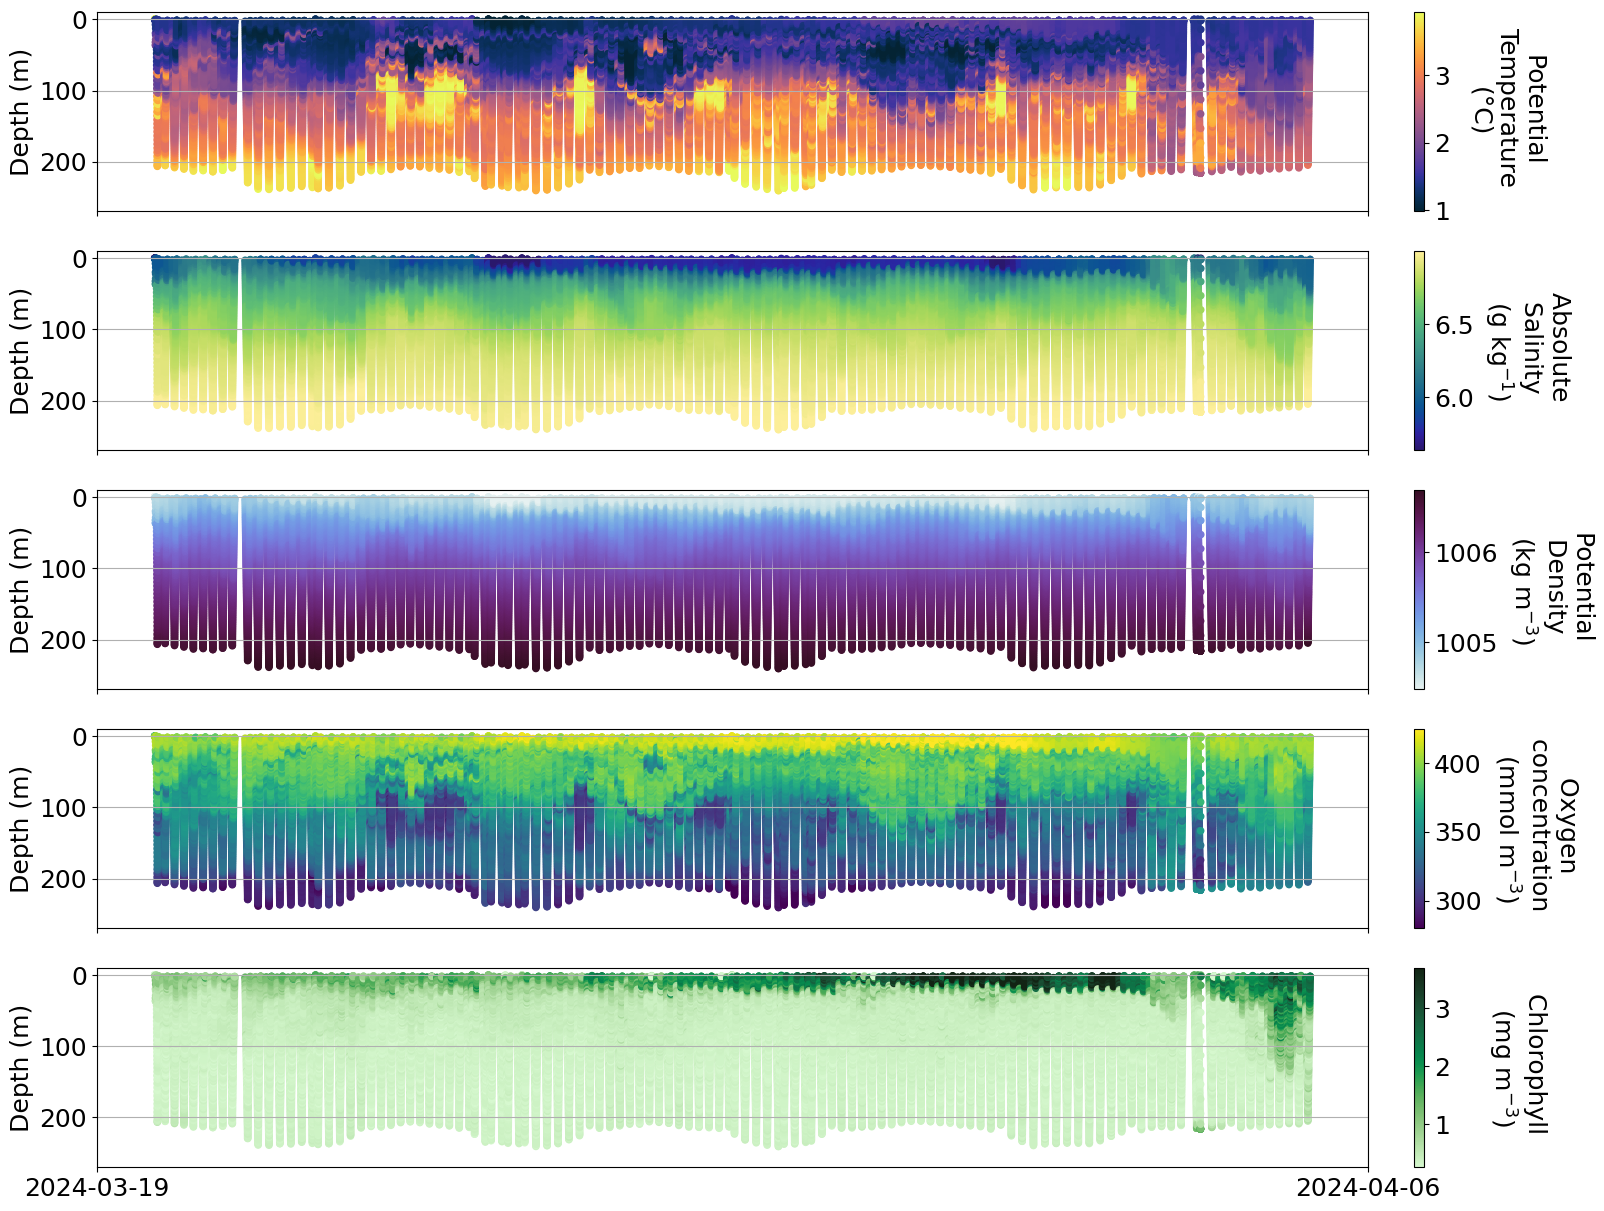 0
100
200
Depth (m)
3
2
1
Potential
Temperature
(°C)
0
100
200
Depth (m)
6.5
6.0
Absolute
Salinity
(g kg⁻¹)
0
100
200
Depth (m)
1006
1005
Potential
Density
(kg m⁻³)
0
100
200
Depth (m)
400
350
300
Oxygen
concentration
(mmol m⁻³)
0
100
200
Depth (m)
3
2
1
Chlorophyll
(mg m⁻³)
2024-03-19
2024-04-06